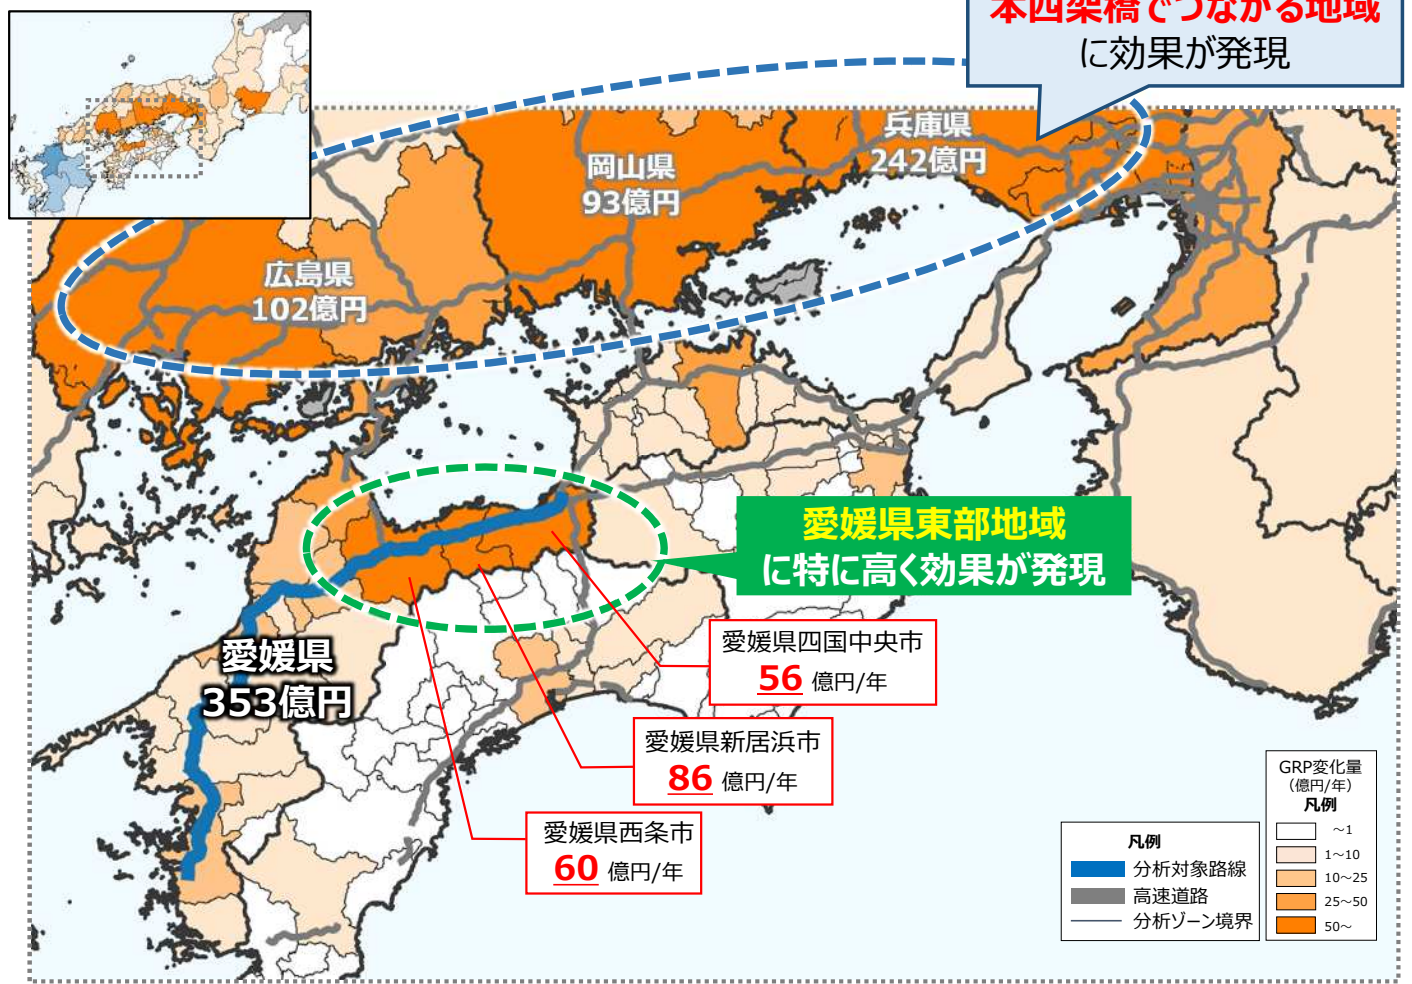 本四架橋でつながる地域
に効果が発現
兵庫県
242億円
岡山県
93億円
広島県
102億円
愛媛県東部地域
に特に高く効果が発現
愛媛県
353億円
愛媛県四国中央市
56 億円/年
愛媛県新居浜市
86 億円/年
愛媛県西条市
60 億円/年
凡例
分析対象路線
高速道路
分析ゾーン境界
GRP変化量
(億円/年)
凡例
～1
1～10
10～25
25～50
50～